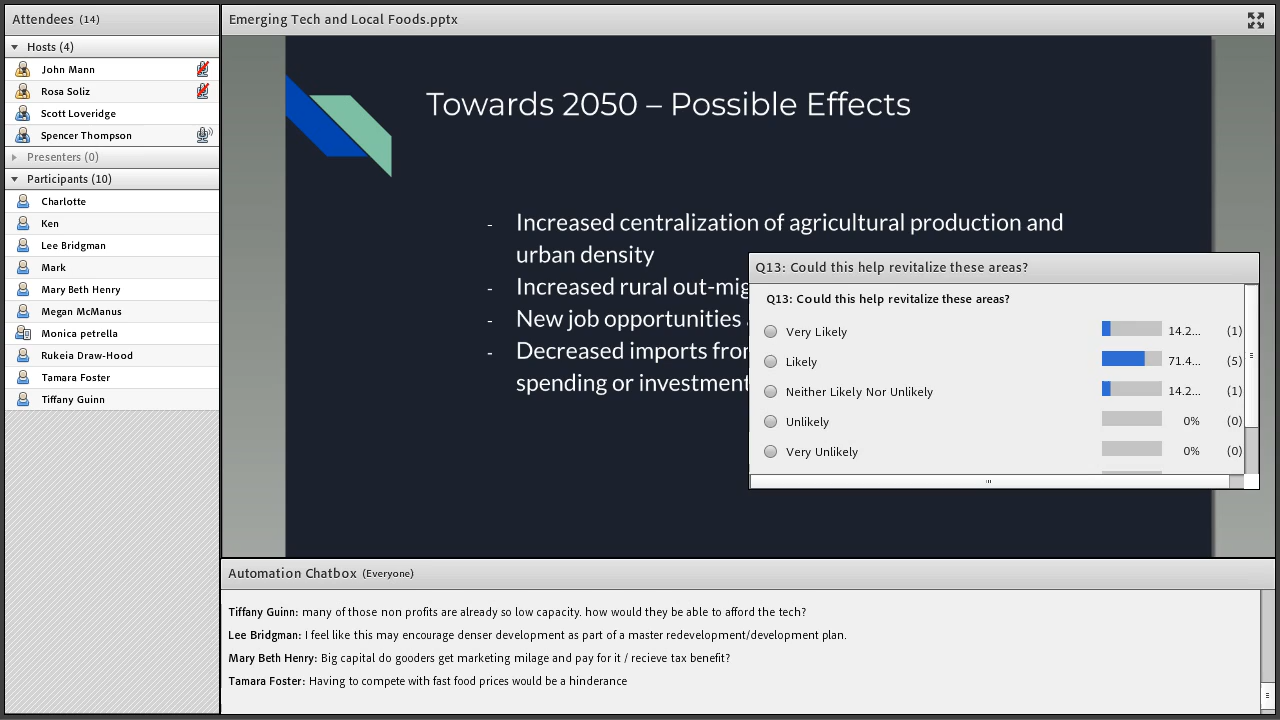 Attendees (14)
Hosts (4)
John Mann
Rosa Soliz
Scott Loveridge
Spencer Thompson
Presenters (0)
Participants (10)
Charlotte
Ken
Lee Bridgman
Mark
Mary Beth Henry
Megan McManus
Monica petrella
Rukeia Draw-Hood
Tamara Foster
Tiffany Guinn
Emerging Tech and Local Foods.pptx
Towards 2050 – Possible Effects
- Increased centralization of agricultural production and
urban density
- Increased rural out-mig
- New job opportunities
- Decreased imports fro
spending or investment
Q13: Could this help revitalize these areas?
Q13: Could this help revitalize these areas?
Very Likely 14.2... (1)
Likely 71.4... (5)
Neither Likely Nor Unlikely 14.2... (1)
Unlikely 0% (0)
Very Unlikely 0% (0)
Automation Chatbox (Everyone)
Tiffany Guinn: many of those non profits are already so low capacity. how would they be able to afford the tech?
Lee Bridgman: I feel like this may encourage denser development as part of a master redevelopment/development plan.
Mary Beth Henry: Big capital do gooders get marketing milage and pay for it / recieve tax benefit?
Tamara Foster: Having to compete with fast food prices would be a hinderance